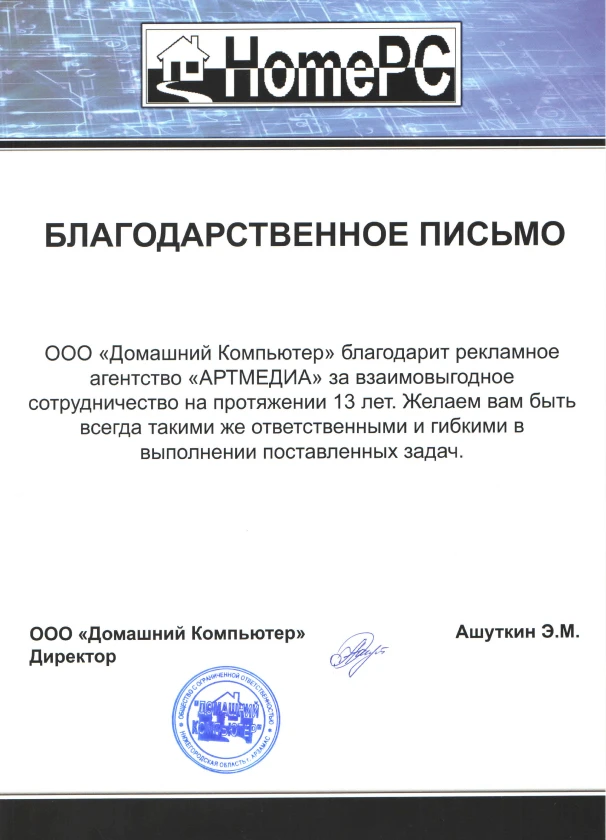 HomePC
БЛАГОДАРСТВЕННОЕ ПИСЬМО
ООО «Домашний Компьютер» благодарит рекламное
агентство «АРТМЕДИА» за взаимовыгодное
сотрудничество на протяжении 13 лет. Желаем вам быть
всегда такими же ответственными и гибкими в
выполнении поставленных задач.
ООО «Домашний Компьютер»
Директор
Ашуткин Э.М.
ОБЩЕСТВО С ОГРАНИЧЕННОЙ ОТВЕТСТВЕННОСТЬЮ
"ДОМАШНИЙ
КОМПЬЮТЕР"
НИЖЕГОРОДСКАЯ ОБЛАСТЬ г. АРЗАМАС